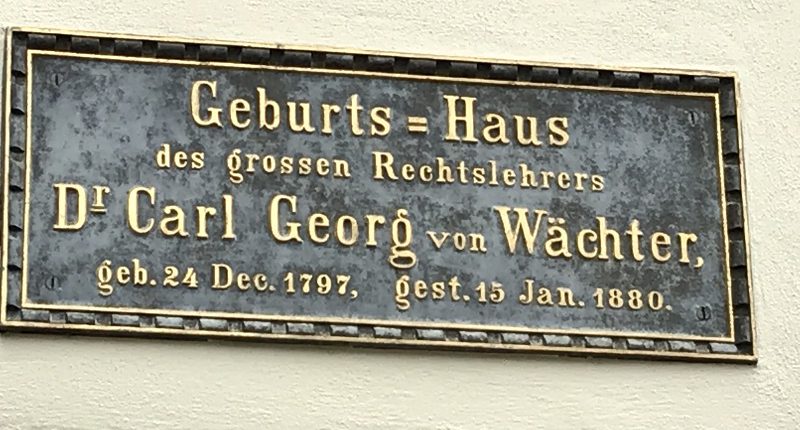 Geburts = Haus
des grossen Rechtslehrers
Dr Carl Georg von Wächter,
geb. 24 Dec. 1797, gest. 15 Jan. 1880.